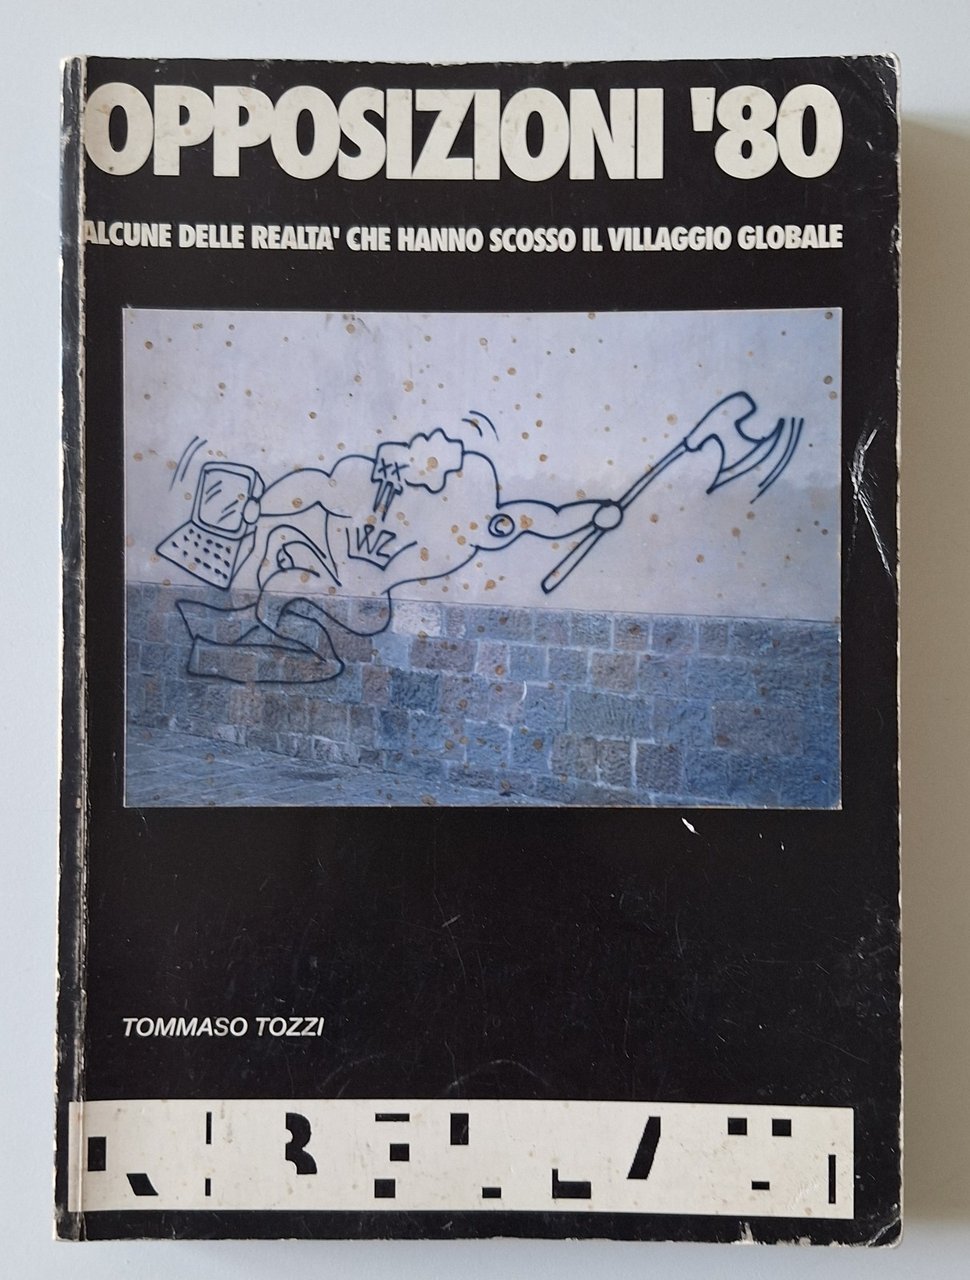 OPPOSIZIONI '80
ALCUNE DELLE REALTA' CHE HANNO SCOSSO IL VILLAGGIO GLOBALE
TOMMASO TOZZI